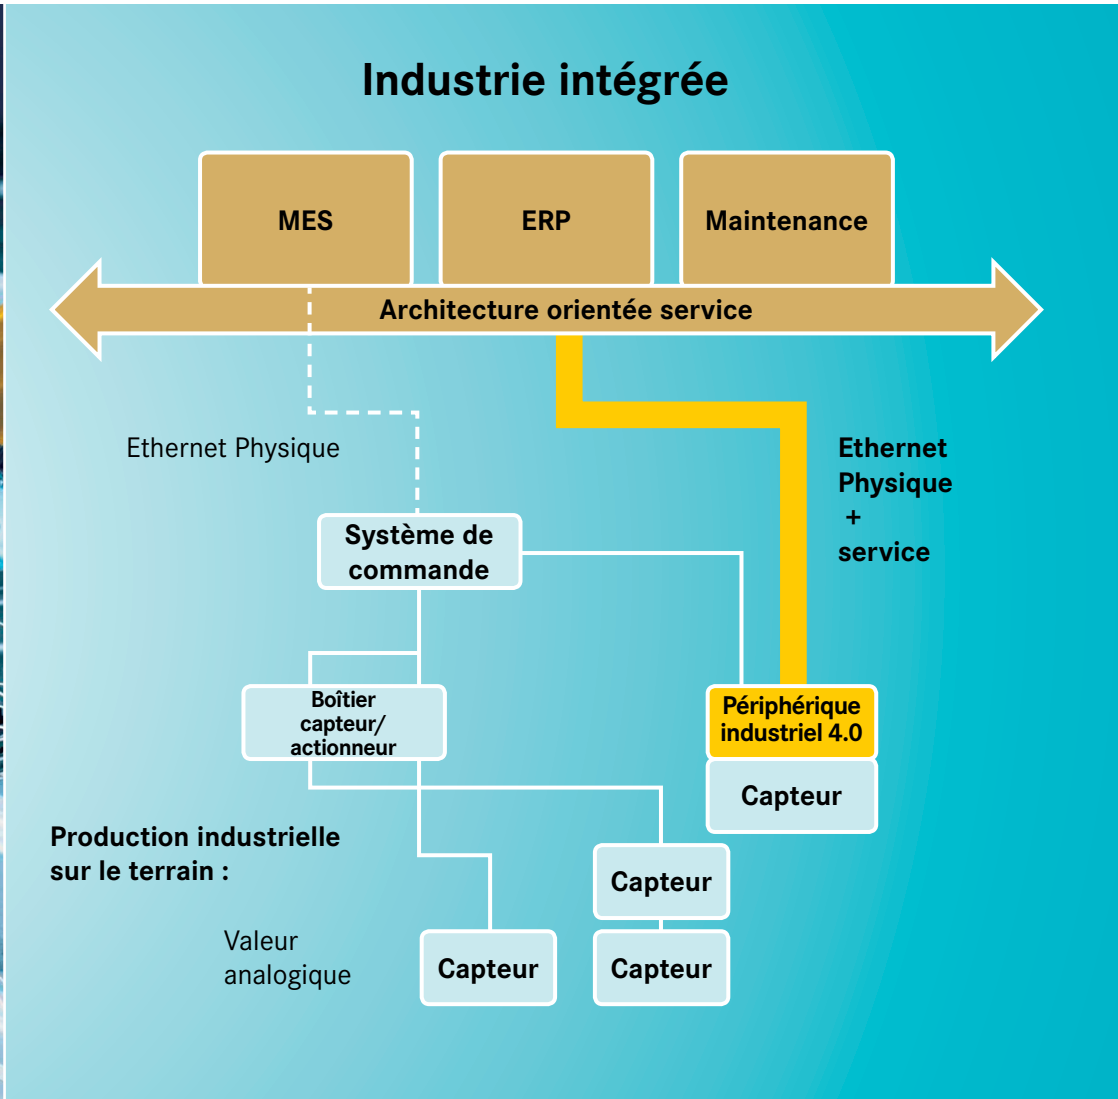 Industrie intégrée
MES
ERP
Maintenance
Architecture orientée service
Ethernet Physique
Ethernet
Physique
+
service
Système de
commande
Boîtier
capteur/
actionneur
Périphérique
industriel 4.0
Capteur
Production industrielle
sur le terrain :
Capteur
Valeur
analogique
Capteur
Capteur